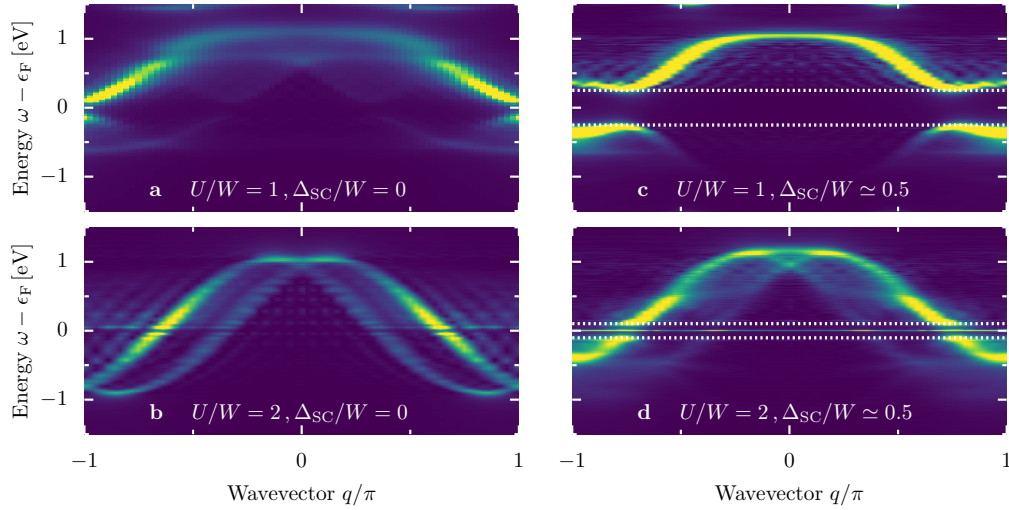 Energy ω − ϵF [eV]
1
0
−1
a U/W = 1 , ΔSC/W = 0
c U/W = 1 , ΔSC/W ≃ 0.5
Energy ω − ϵF [eV]
1
0
−1
b U/W = 2 , ΔSC/W = 0
d U/W = 2 , ΔSC/W ≃ 0.5
−1 0 1
−1 0 1
Wavevector q/π
Wavevector q/π